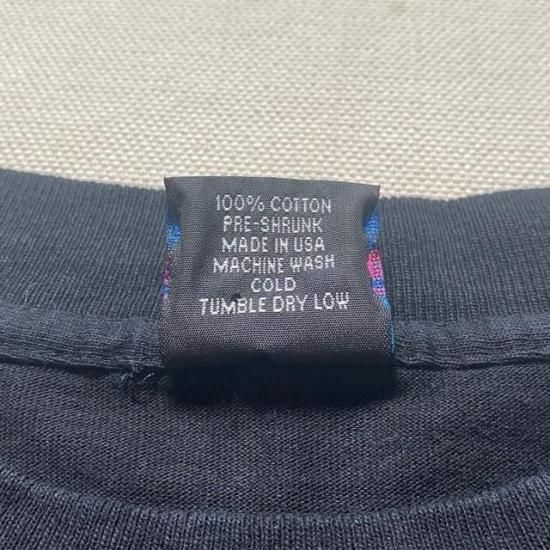 100% COTTON
PRE-SHRUNK
MADE IN USA
MACHINE WASH
COLD
TUMBLE DRY LOW